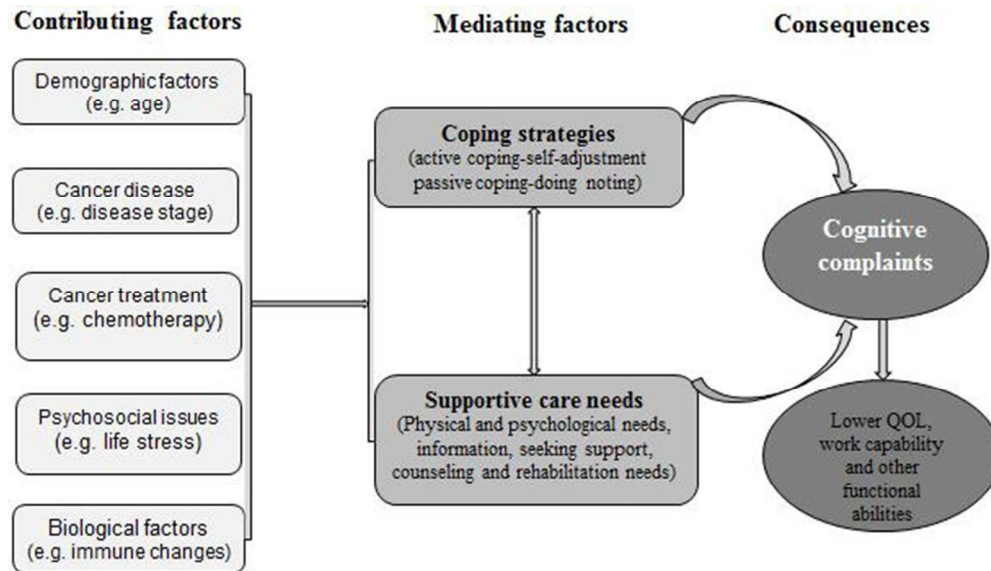 Contributing factors
Demographic factors
(e.g. age)
Cancer disease
(e.g. disease stage)
Cancer treatment
(e.g. chemotherapy)
Psychosocial issues
(e.g. life stress)
Biological factors
(e.g. immune changes)
Mediating factors
Coping strategies
(active coping-self-adjustment
passive coping-doing noting)
Supportive care needs
(Physical and psychological needs,
information, seeking support,
counseling and rehabilitation needs)
Consequences
Cognitive
complaints
Lower QOL,
work capability
and other
functional
abilities